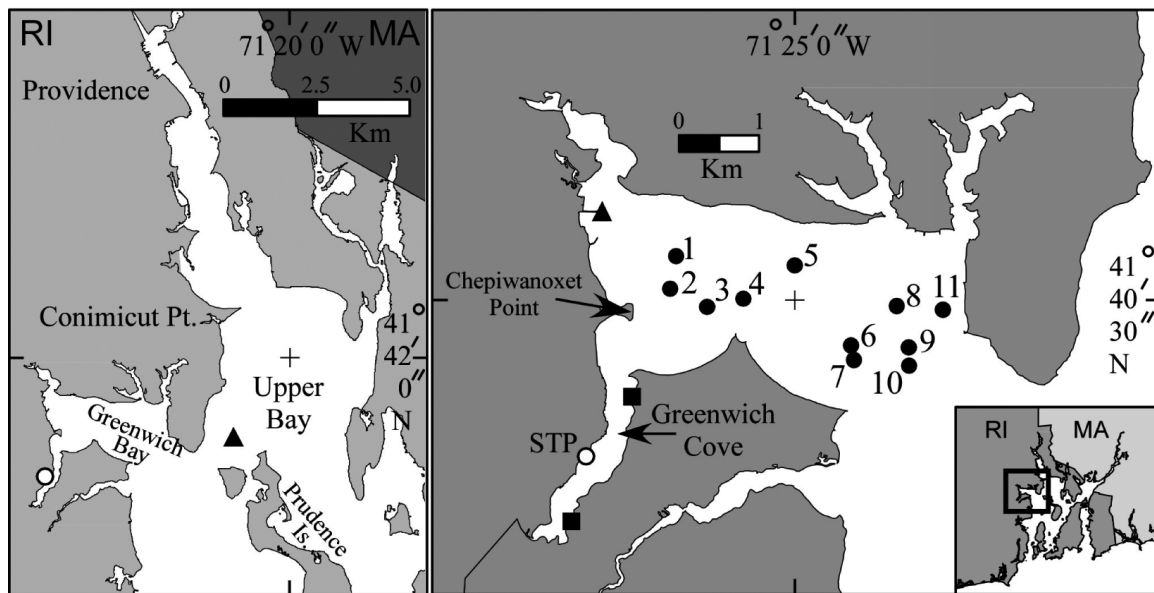 RI
71° 20′ 0″ W
MA
Providence
0 2.5 5.0
Km
Conimicut Pt.
41°
42′
0″
N
Upper
Bay
Greenwich
Bay
Prudence
Is.
71° 25′ 0″ W
0 1
Km
1
2
3
4
5
6
7
8
9
10
11
Chepiwanoxet
Point
41°
40′
30″
N
STP
Greenwich
Cove
RI
MA